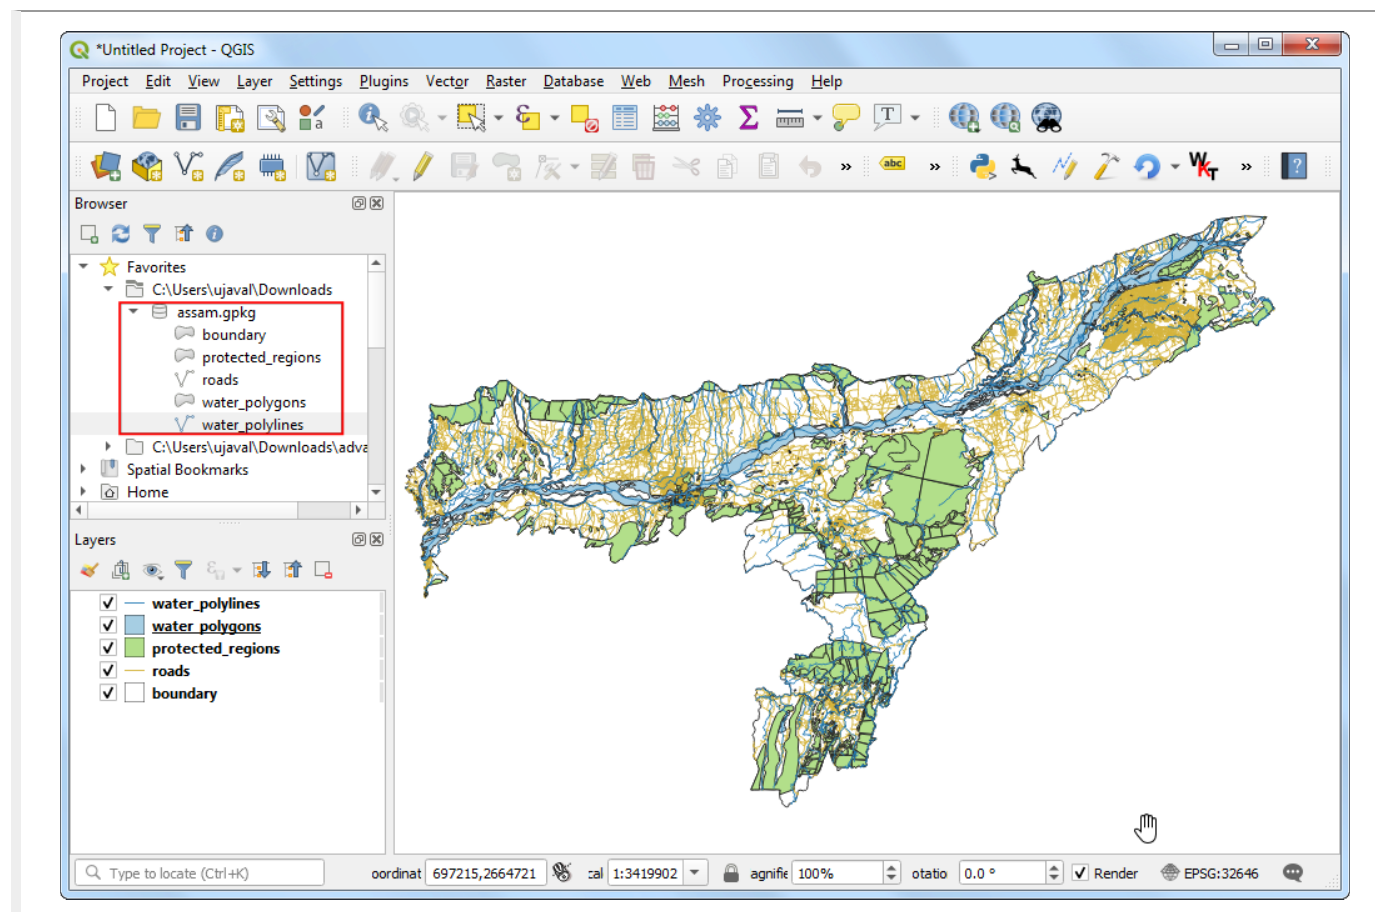 *Untitled Project - QGIS
Project Edit View Layer Settings Plugins Vector Raster Database Web Mesh Processing Help
Browser
Favorites
C:\Users\ujaval\Downloads
assam.gpkg
boundary
protected_regions
roads
water_polygons
water_polylines
C:\Users\ujaval\Downloads\adva
Spatial Bookmarks
Home
Layers
water_polylines
water_polygons
protected_regions
roads
boundary
Type to locate (Ctrl+K) oordinat 697215,2664721 cal 1:3419902 agnifie 100% otatio 0.0 ° Render EPSG:32646